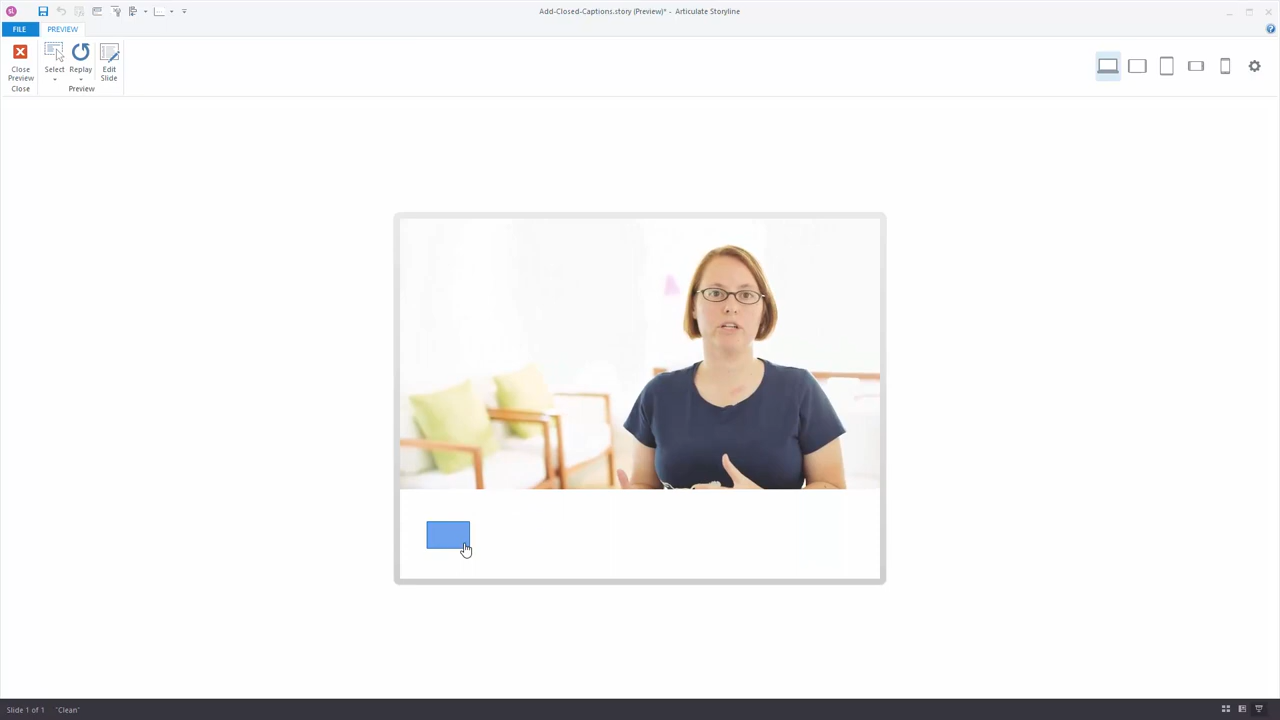 Add-Closed-Captions.story (Preview)* - Articulate Storyline
sl
FILE PREVIEW
Close Preview
Select
Replay
Edit Slide
Close
Preview
Slide 1 of 1 "Clean"